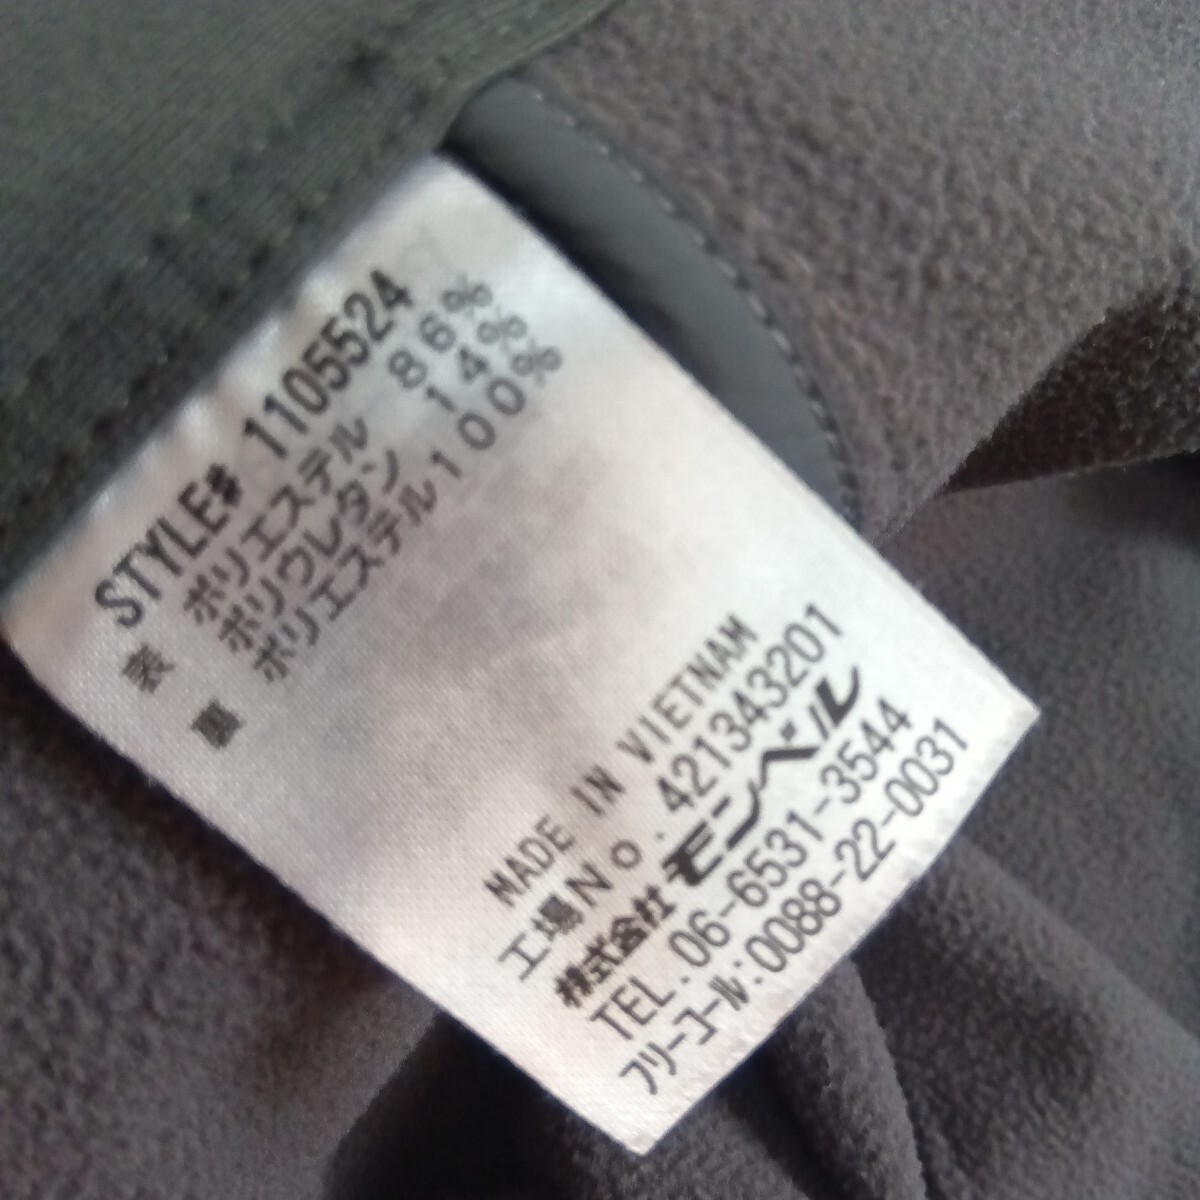 STYLE# 1105524
表 ポリエステル 86%
ポリウレタン 14%
裏 ポリエステル100%
MADE IN VIETNAM
工場No.421343201
株式会社モンベル
TEL.06-6531-3544
フリーコール:0088-22-0031